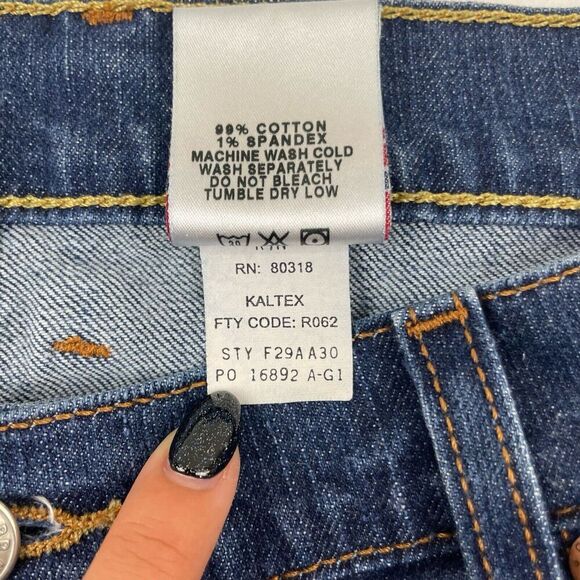 99% COTTON
1% SPANDEX
MACHINE WASH COLD
WASH SEPARATELY
DO NOT BLEACH
TUMBLE DRY LOW
30
RN: 80318
KALTEX
FTY CODE: R062
STY F29AA30
PO 16892 A-G1